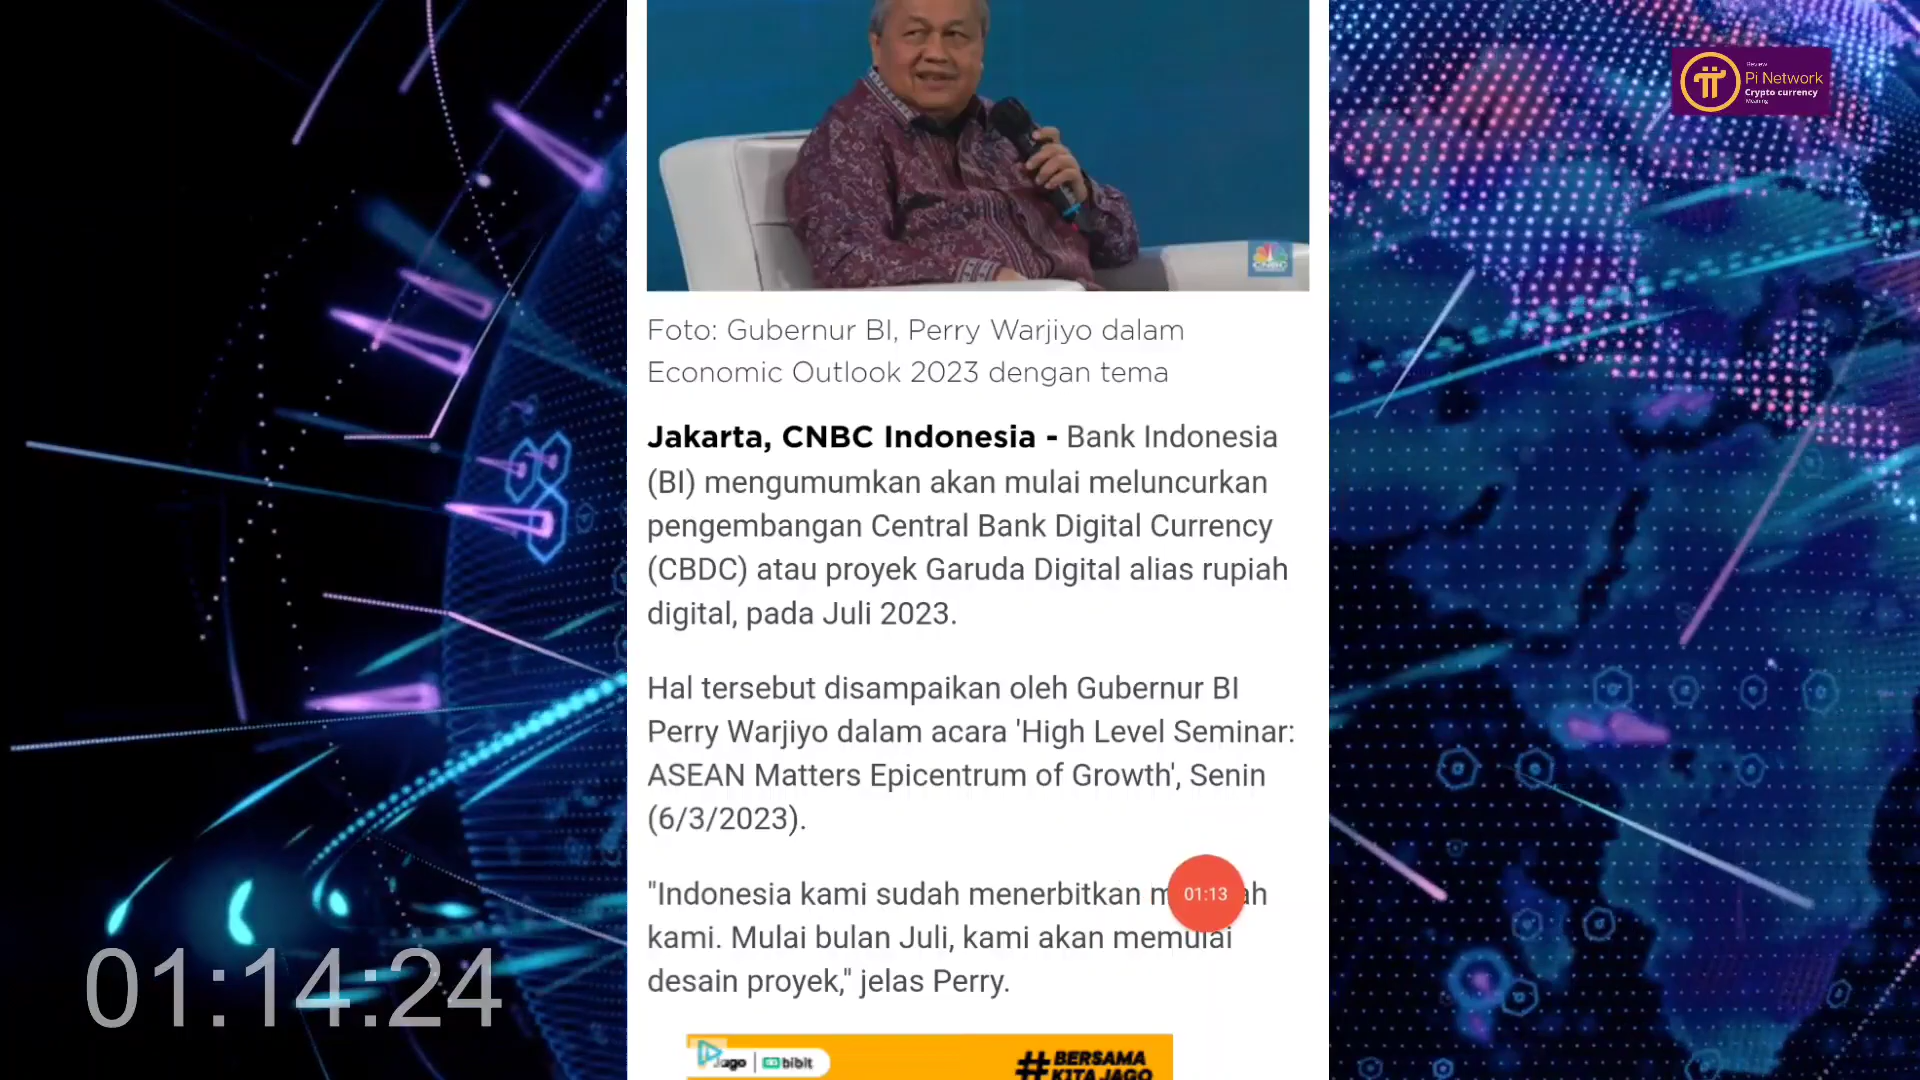 Review
Pi Network
Crypto currency
CNBC
Foto: Gubernur BI, Perry Warjiyo dalam
Economic Outlook 2023 dengan tema
Jakarta, CNBC Indonesia - Bank Indonesia
(BI) mengumumkan akan mulai meluncurkan
pengembangan Central Bank Digital Currency
(CBDC) atau proyek Garuda Digital alias rupiah
digital, pada Juli 2023.
Hal tersebut disampaikan oleh Gubernur BI
Perry Warjiyo dalam acara 'High Level Seminar:
ASEAN Matters Epicentrum of Growth', Senin
(6/3/2023).
"Indonesia kami sudah menerbitkan
01:13
kami. Mulai bulan Juli, kami akan memulai
desain proyek," jelas Perry.
01:14:24
Jago | bibit
#BERSAMA
KITAJAGO